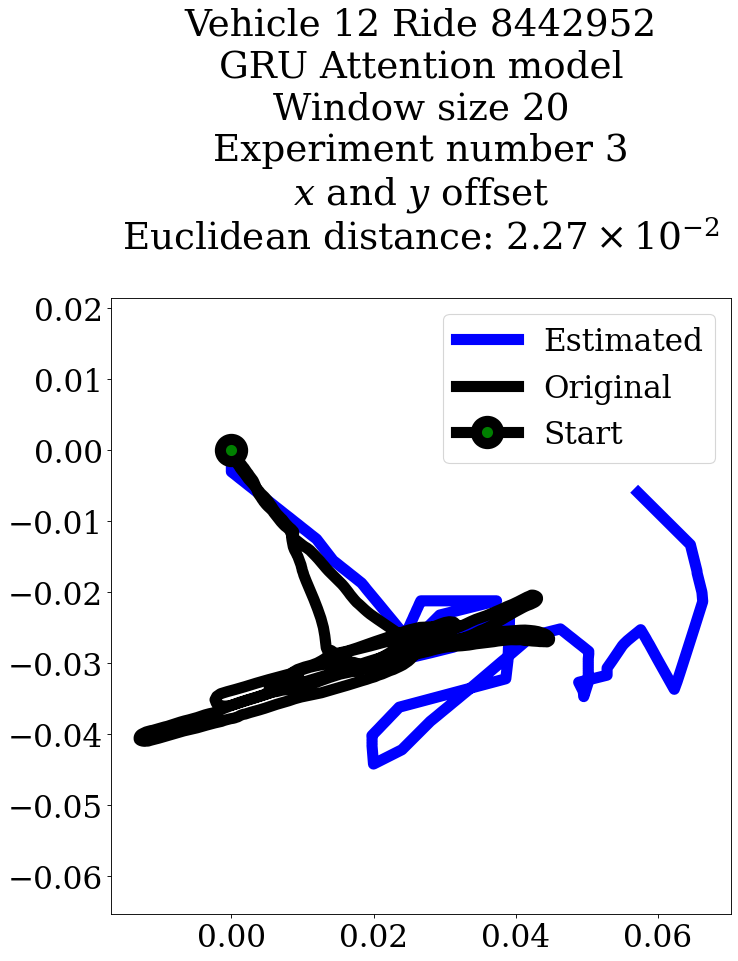 Vehicle 12 Ride 8442952
GRU Attention model
Window size 20
Experiment number 3
x and y offset
Euclidean distance: 2.27 × 10⁻²
Estimated
Original
Start
0.02
0.01
0.00
−0.01
−0.02
−0.03
−0.04
−0.05
−0.06
0.00 0.02 0.04 0.06